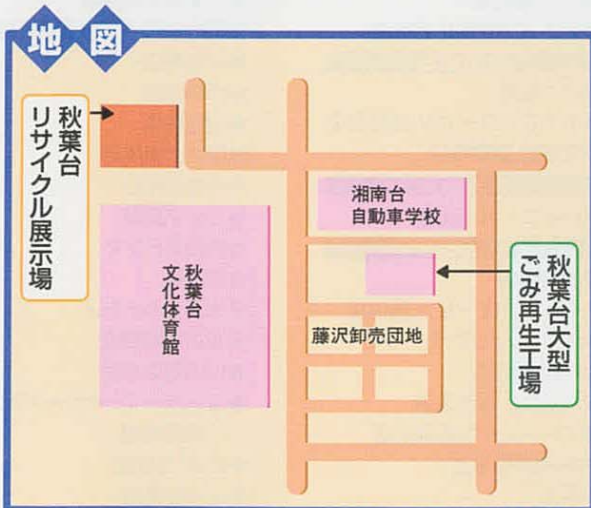 地図
秋葉台
リサイクル展示場
秋葉台
文化体育館
湘南台
自動車学校
藤沢卸売団地
秋葉台大型
ごみ再生工場